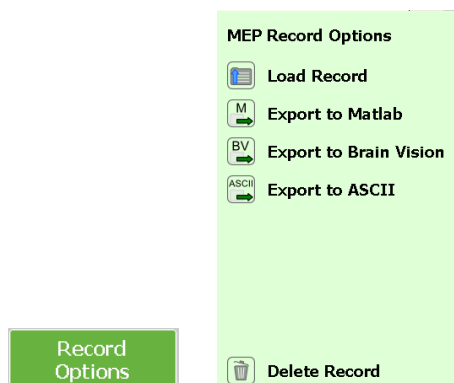 MEP Record Options
Load Record
M
Export to Matlab
BV
Export to Brain Vision
ASCII
Export to ASCII
Record
Options
Delete Record